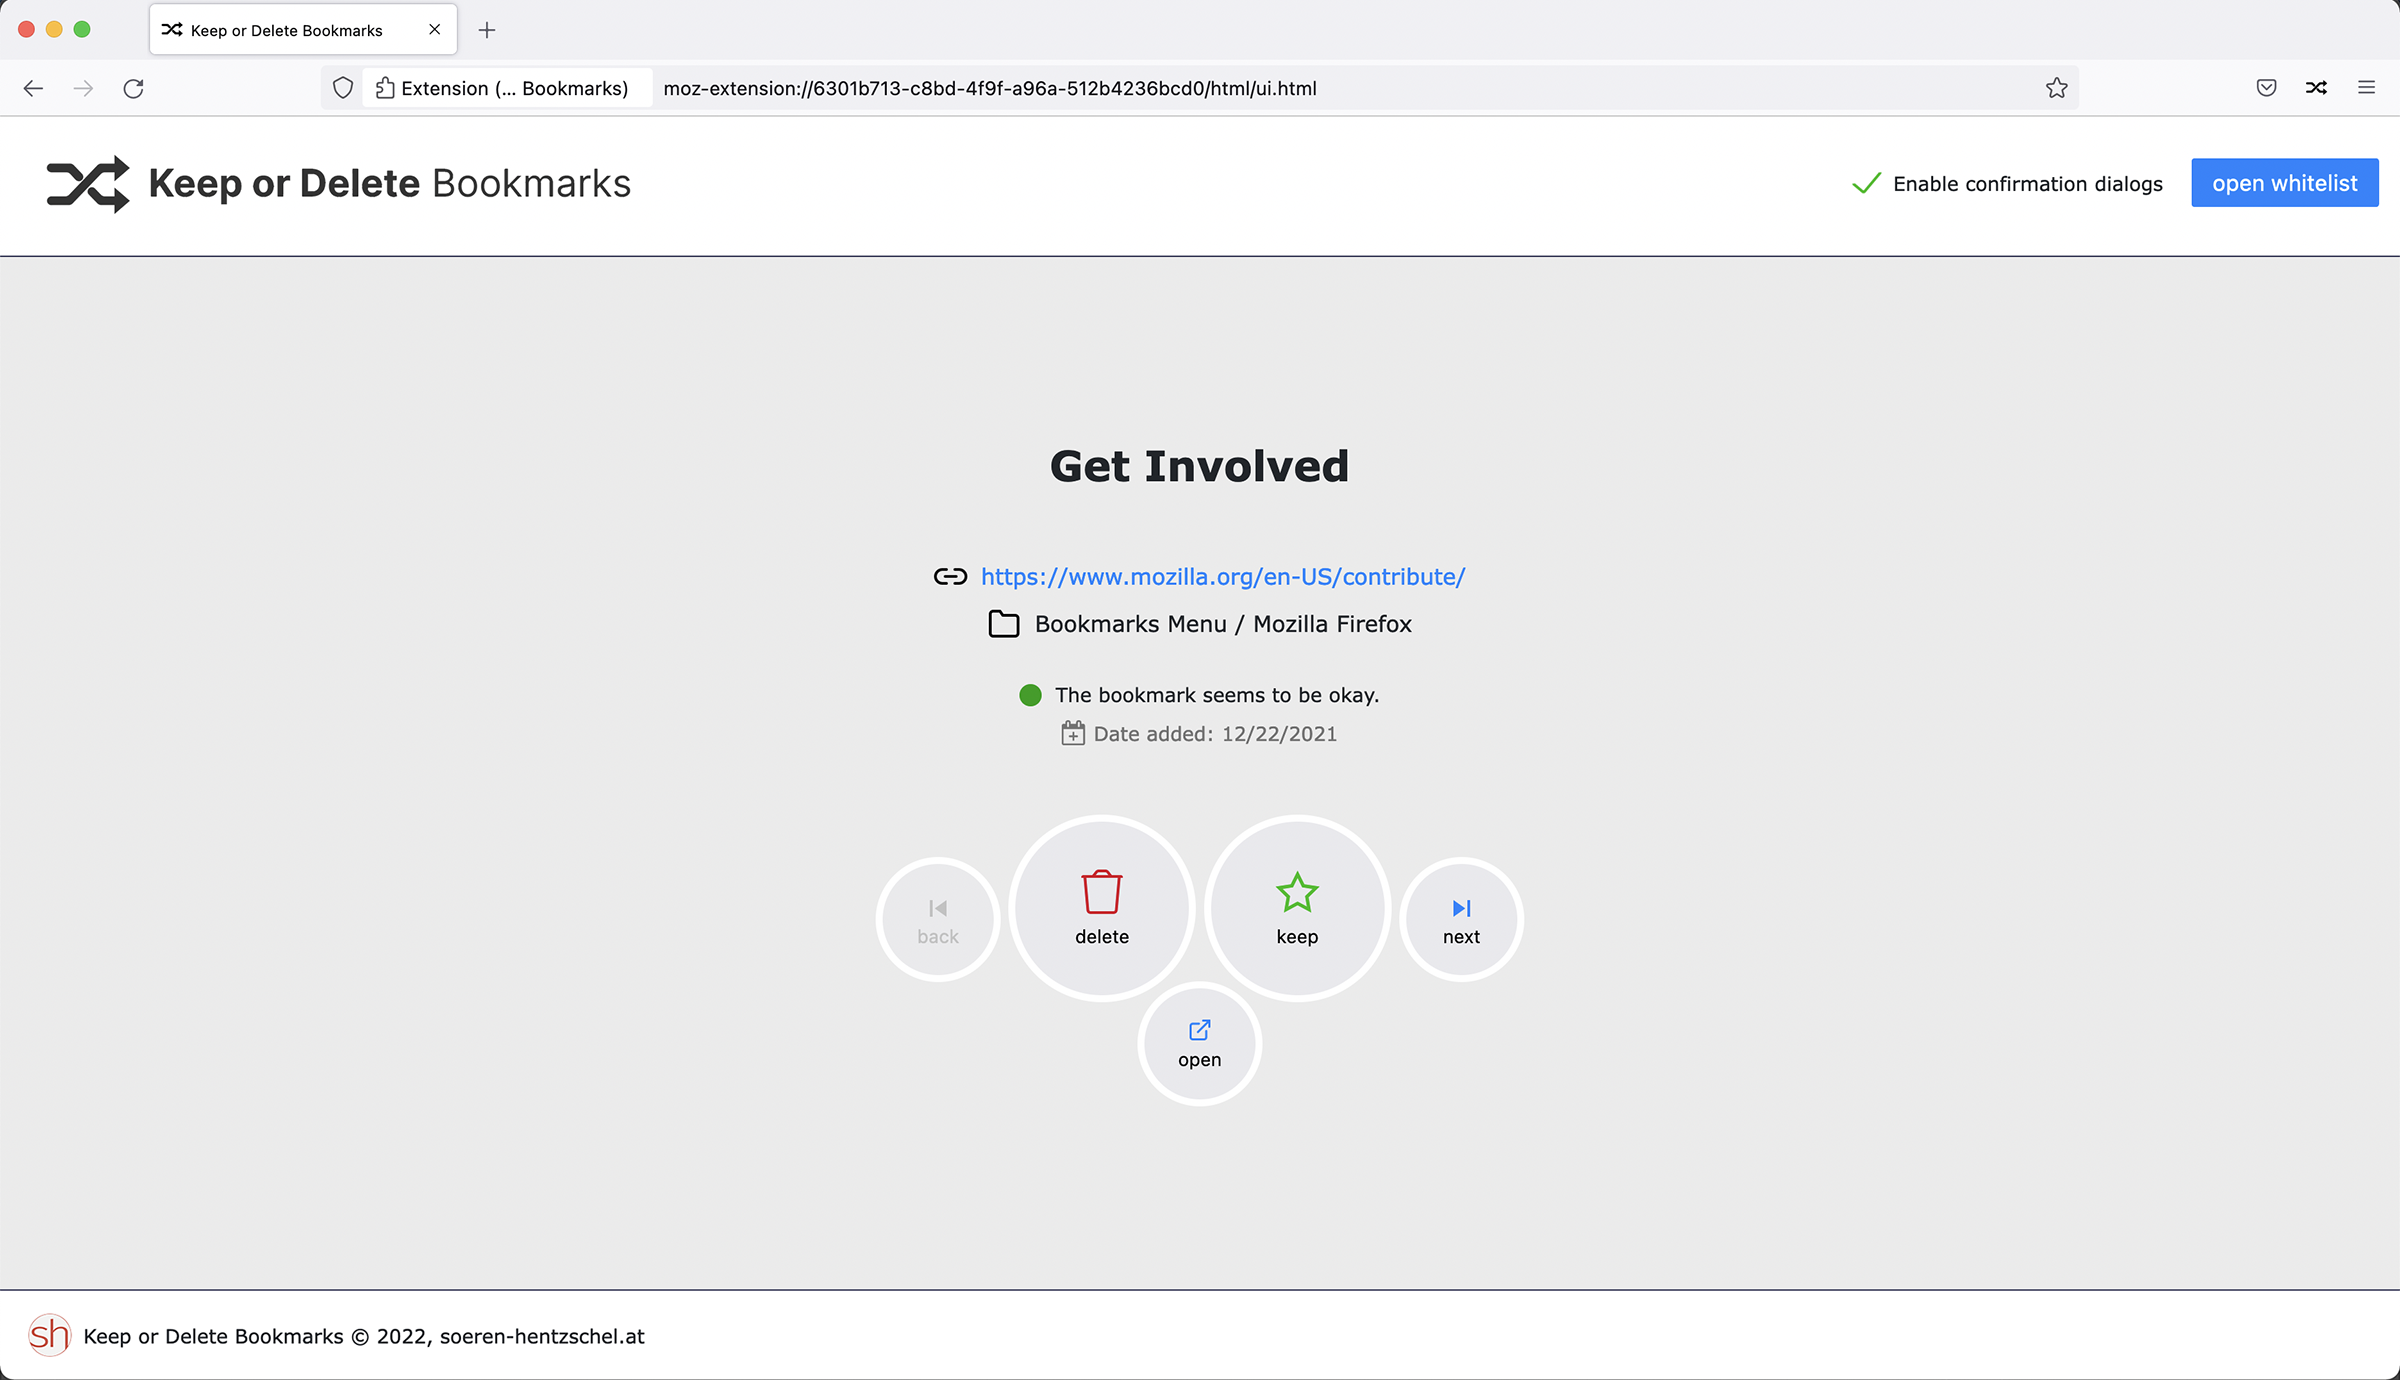 Keep or Delete Bookmarks
Extension (... Bookmarks) moz-extension://6301b713-c8bd-4f9f-a96a-512b4236bcd0/html/ui.html
Keep or Delete Bookmarks
Enable confirmation dialogs
open whitelist
Get Involved
https://www.mozilla.org/en-US/contribute/
Bookmarks Menu / Mozilla Firefox
The bookmark seems to be okay.
Date added: 12/22/2021
back
delete
keep
next
open
sh
Keep or Delete Bookmarks © 2022, soeren-hentzschel.at